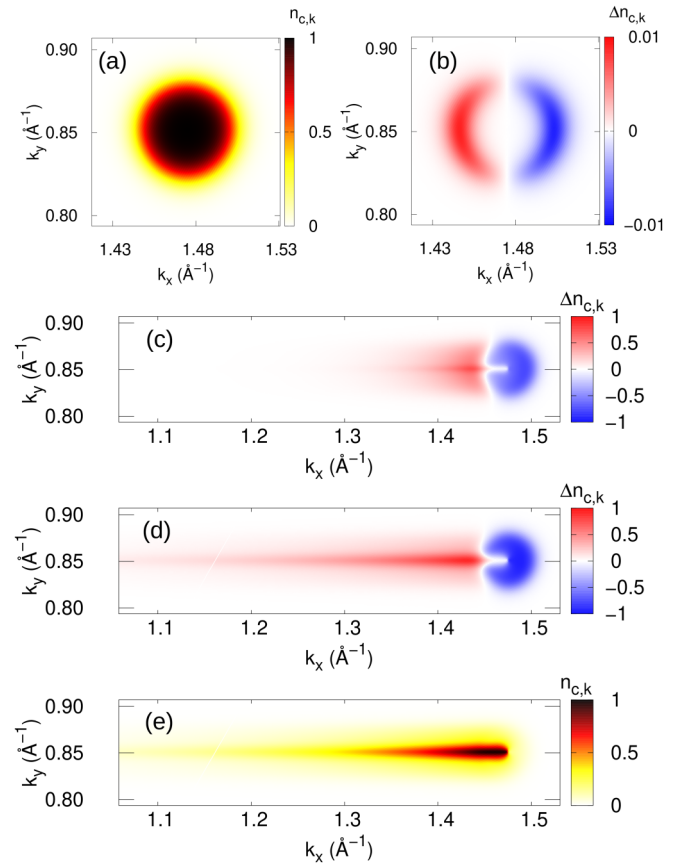 n_{c,k}
Δn_{c,k}
0.90
(a)
1
0.90
(b)
0.01
k_y (Å⁻¹)
0.85
0.5
k_y (Å⁻¹)
0.85
0
0.80
0
0.80
−0.01
1.43 1.48 1.53
1.43 1.48 1.53
k_x (Å⁻¹)
k_x (Å⁻¹)
Δn_{c,k}
0.90
(c)
1
0.5
k_y (Å⁻¹)
0.85
0
−0.5
0.80
−1
1.1 1.2 1.3 1.4 1.5
k_x (Å⁻¹)
Δn_{c,k}
0.90
(d)
1
0.5
k_y (Å⁻¹)
0.85
0
−0.5
0.80
−1
1.1 1.2 1.3 1.4 1.5
k_x (Å⁻¹)
n_{c,k}
0.90
(e)
1
k_y (Å⁻¹)
0.85
0.5
0.80
0
1.1 1.2 1.3 1.4 1.5
k_x (Å⁻¹)